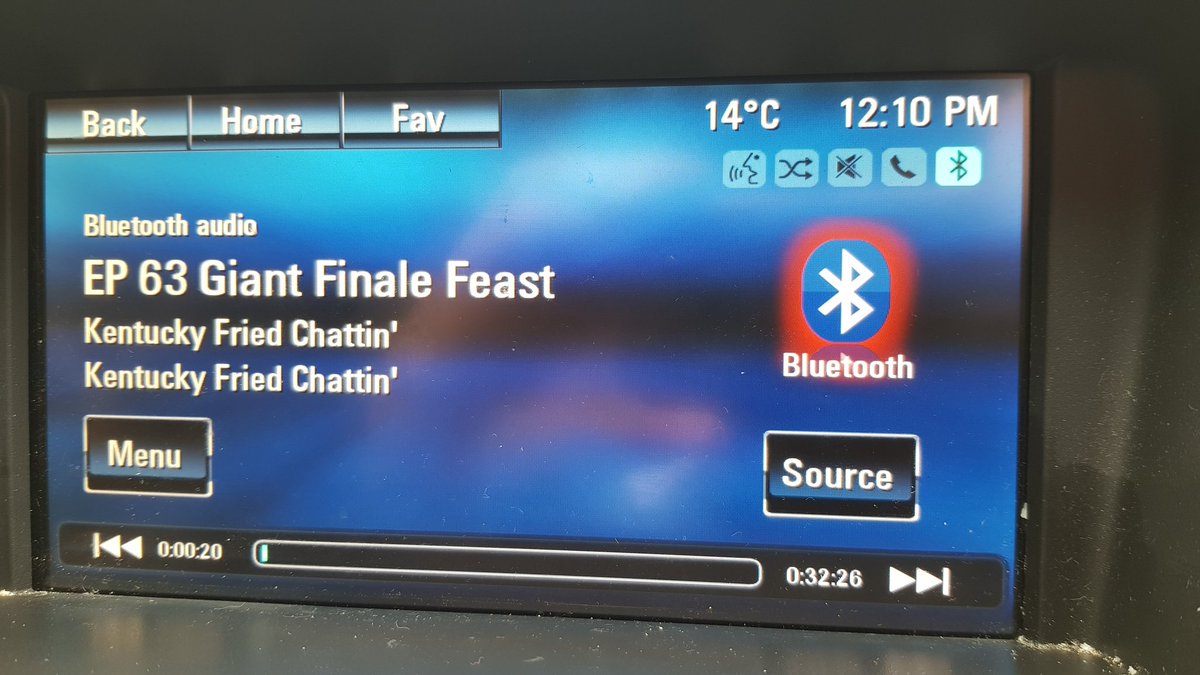 Back Home Fav 14°C 12:10 PM
Bluetooth audio
EP 63 Giant Finale Feast
Kentucky Fried Chattin'
Kentucky Fried Chattin'
Bluetooth
Menu
Source
0:00:20 0:32:26